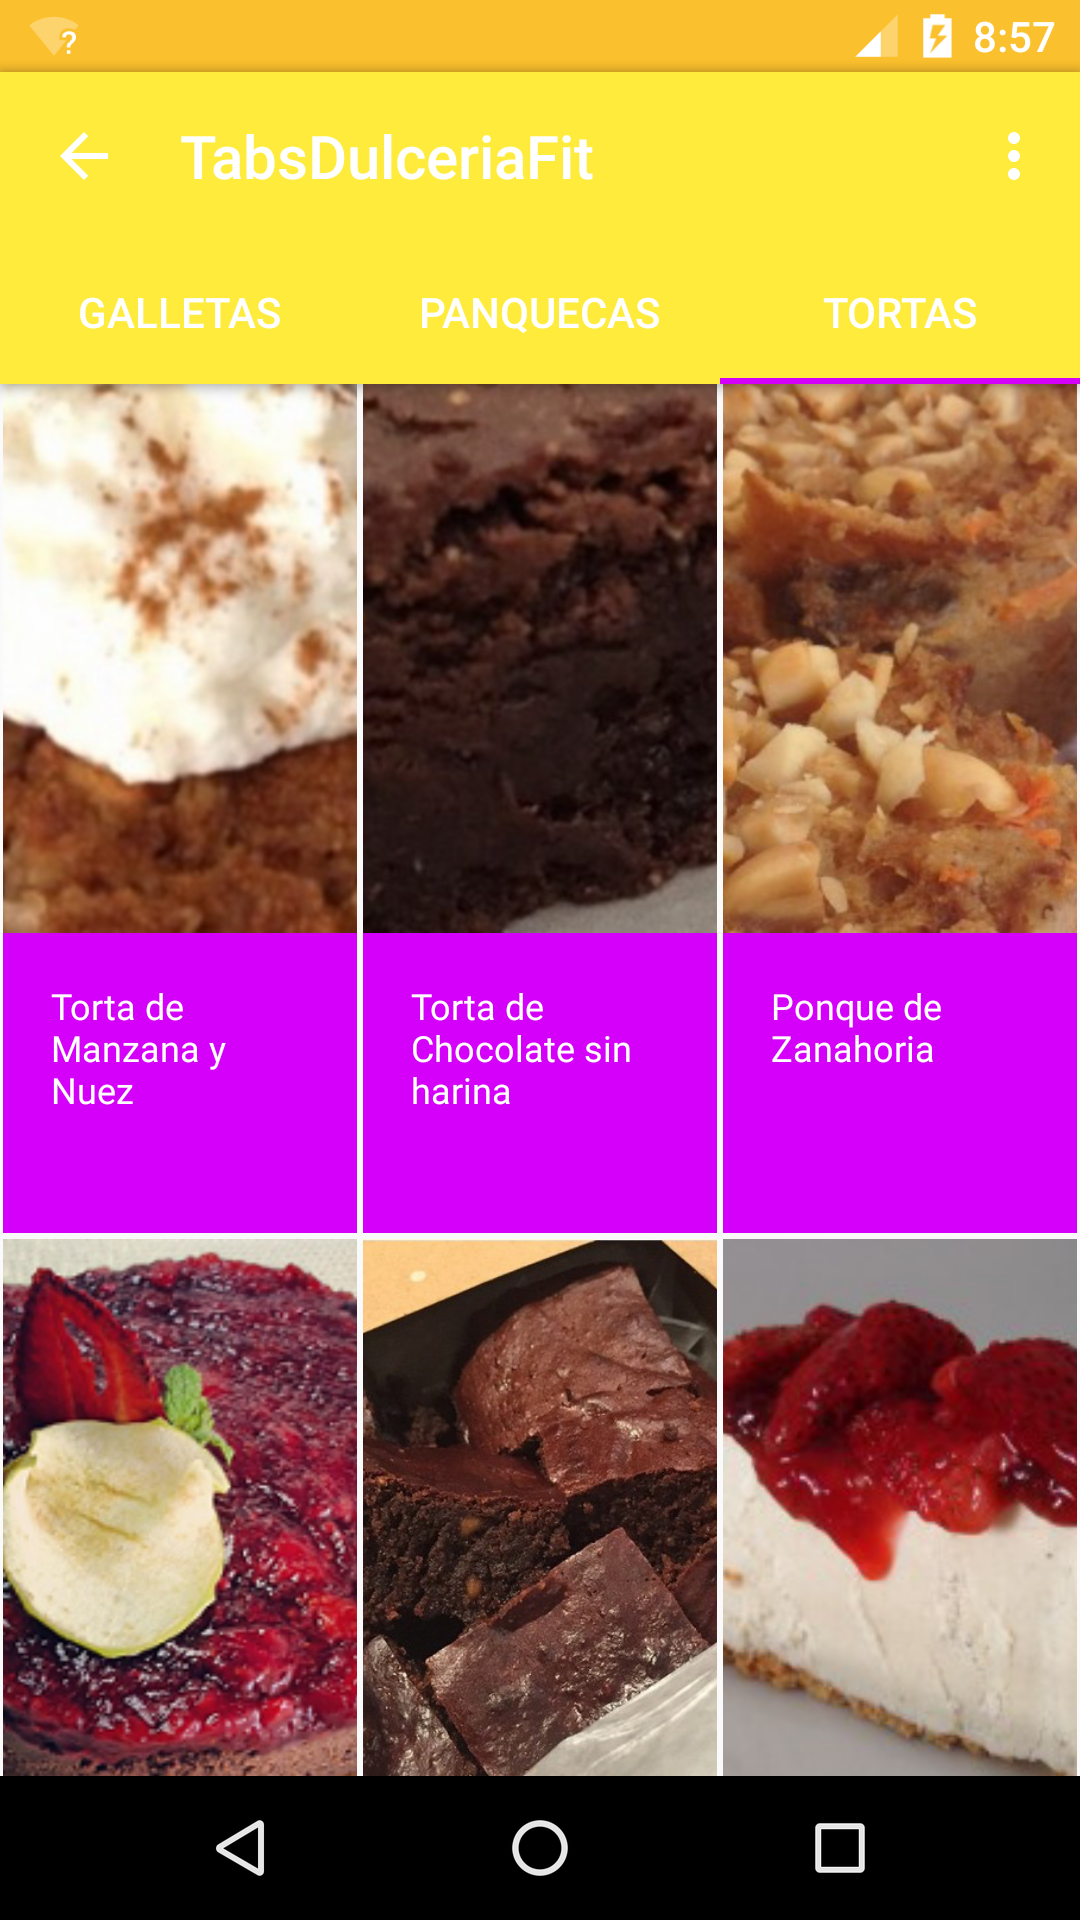 8:57
TabsDulceriaFit
GALLETAS
PANQUECAS
TORTAS
Torta de
Manzana y
Nuez
Torta de
Chocolate sin
harina
Ponque de
Zanahoria